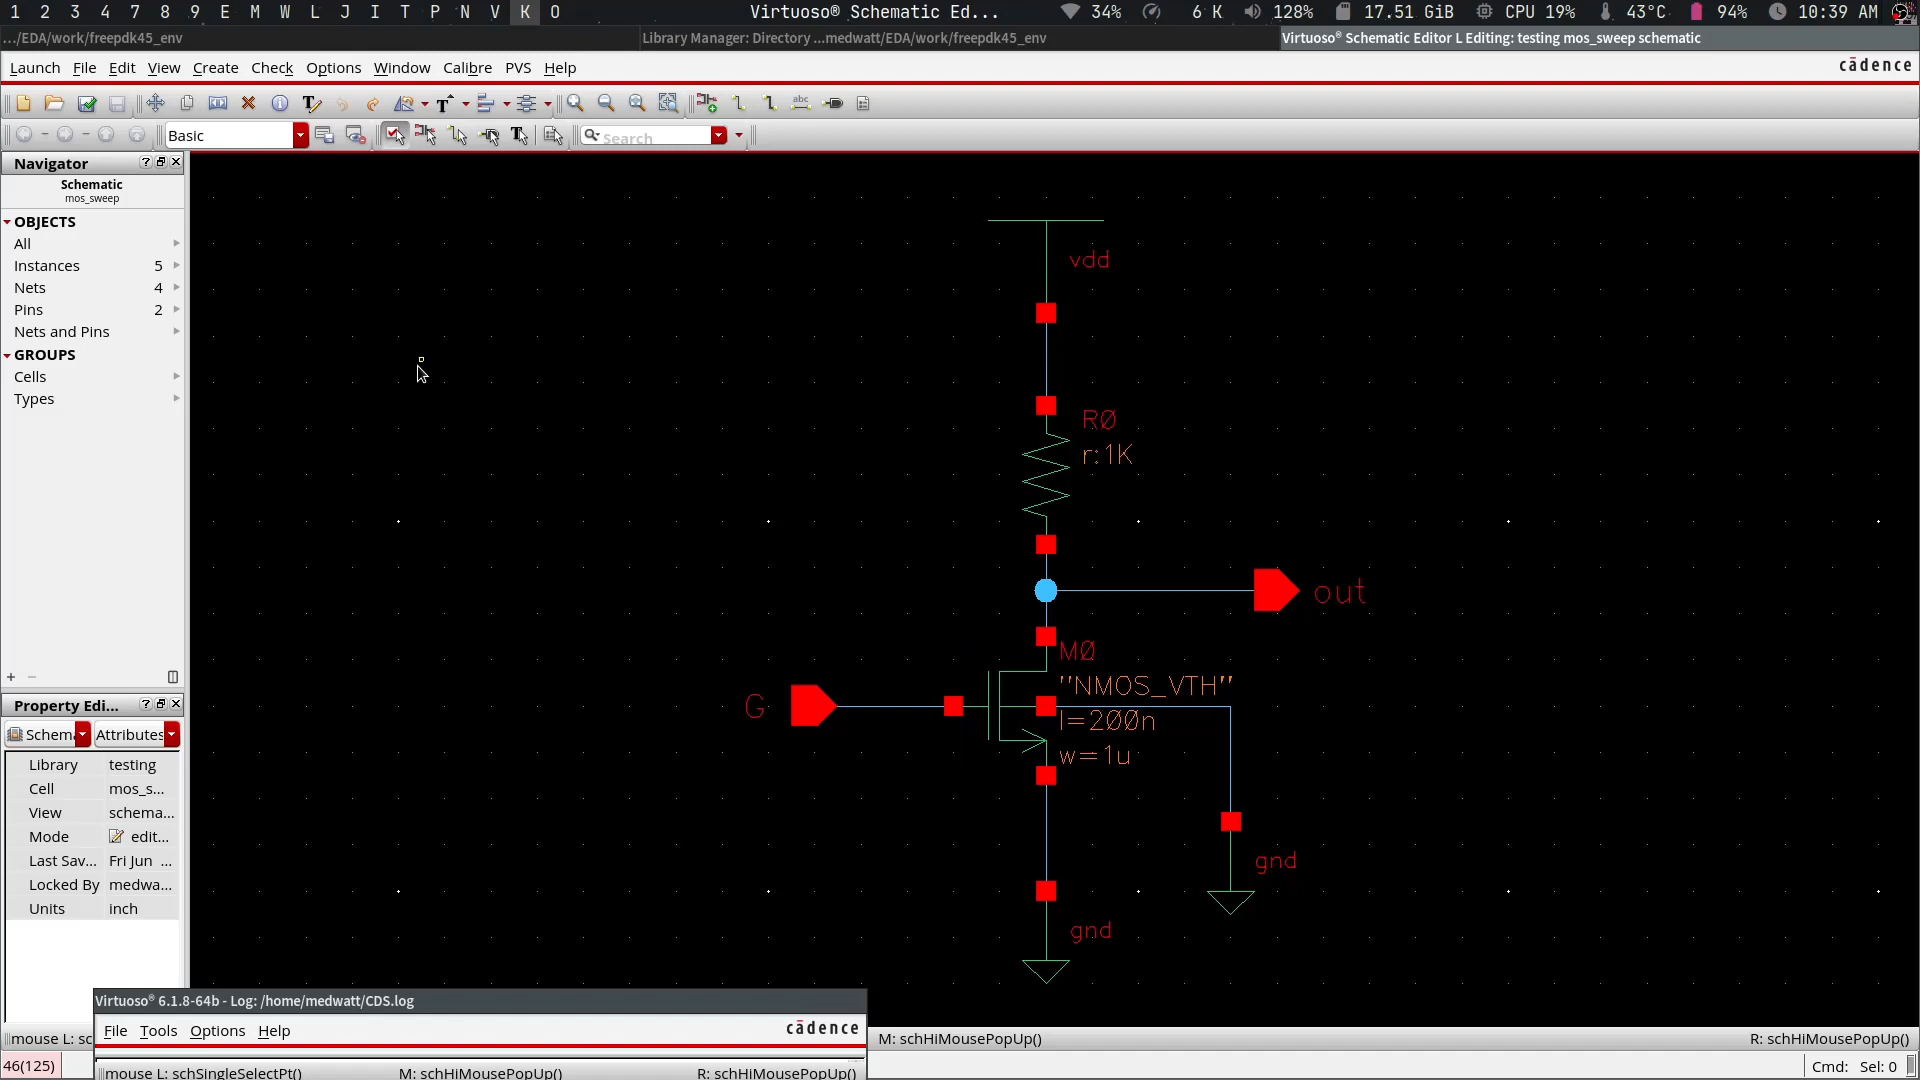 1 2 3 4 7 8 9 E M W L J I T P N V K O Virtuoso® Schematic Ed... 34% 6 K 128% 17.51 GiB CPU 19% 43°C 94% 10:39 AM
.../EDA/work/freepdk45_env Library Manager: Directory ...medwatt/EDA/work/freepdk45_env Virtuoso® Schematic Editor L Editing: testing mos_sweep schematic
Launch File Edit View Create Check Options Window Calibre PVS Help cādence
Basic Search
Navigator
Schematic
mos_sweep
OBJECTS
All
Instances 5
Nets 4
Pins 2
Nets and Pins
GROUPS
Cells
Types
Property Edi...
Schem Attributes
Library testing
Cell mos_s...
View schema...
Mode edit...
Last Sav... Fri Jun ...
Locked By medwa...
Units inch
vdd
R0
r:1K
out
M0
"NMOS_VTH"
G
l=200n
w=1u
gnd
gnd
Virtuoso® 6.1.8-64b - Log: /home/medwatt/CDS.log
File Tools Options Help cādence
mouse L: sc M: schHiMousePopUp() R: schHiMousePopUp()
46(125) Cmd: Sel: 0
mouse L: schSingleSelectPt() M: schHiMousePopUp() R: schHiMousePopUp()